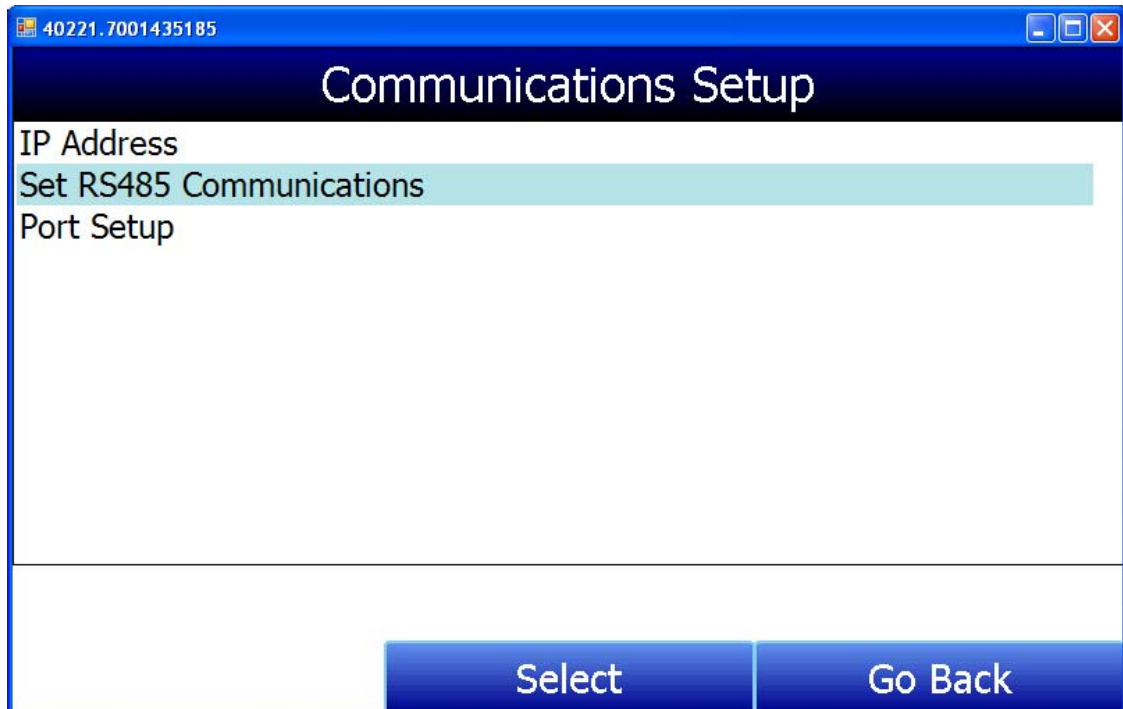 40221.7001435185
Communications Setup
IP Address
Set RS485 Communications
Port Setup
Select
Go Back